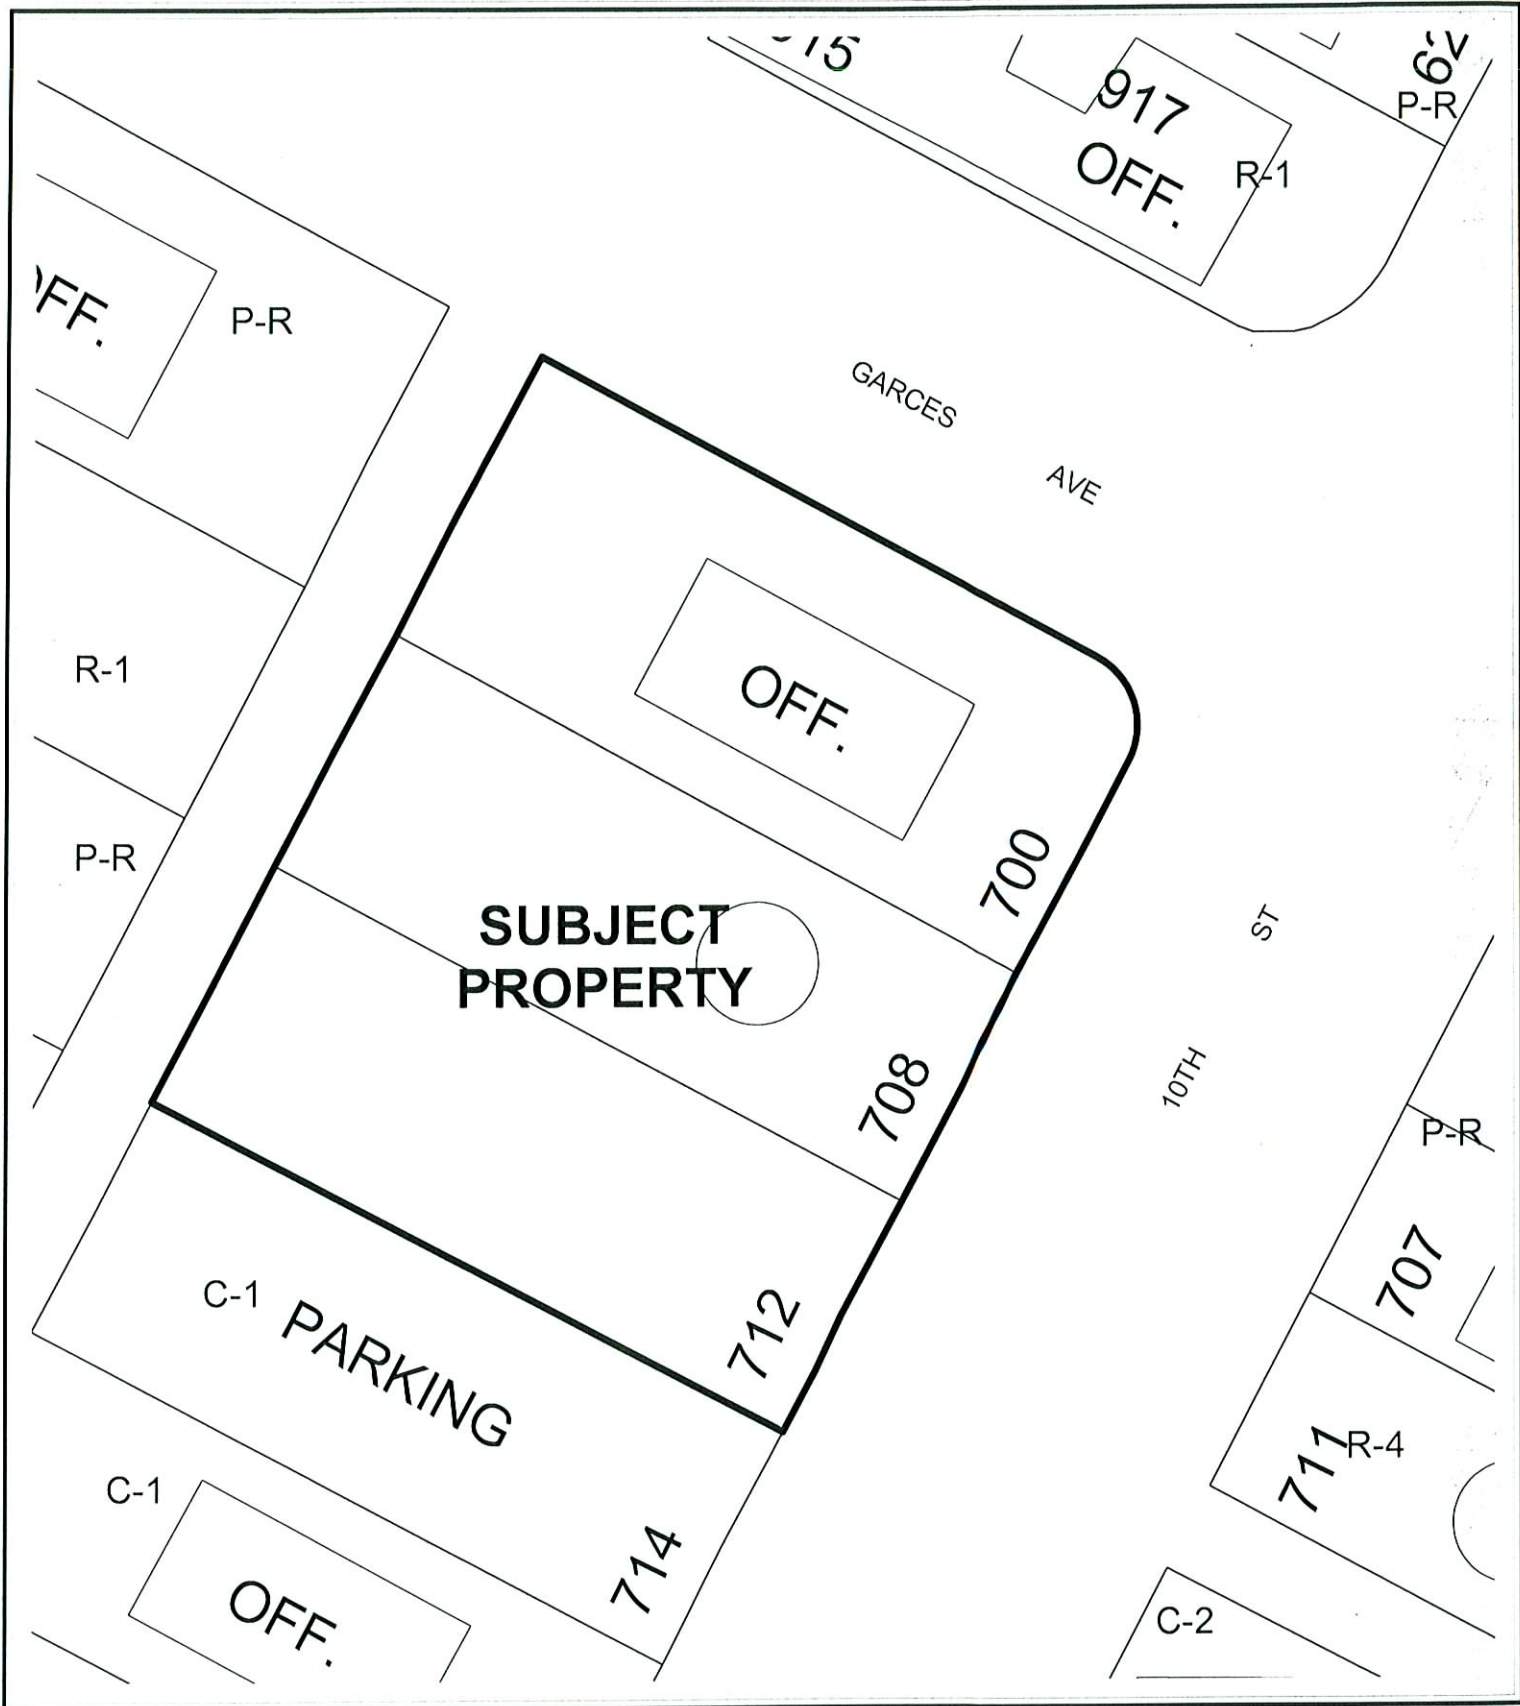 917
OFF.
R-1
P-R
P-R
GARCES
AVE
OFF.
R-1
700
P-R
SUBJECT
PROPERTY
ST
708
10TH
P-R
707
712
C-1
PARKING
711
R-4
C-1
714
OFF.
C-2